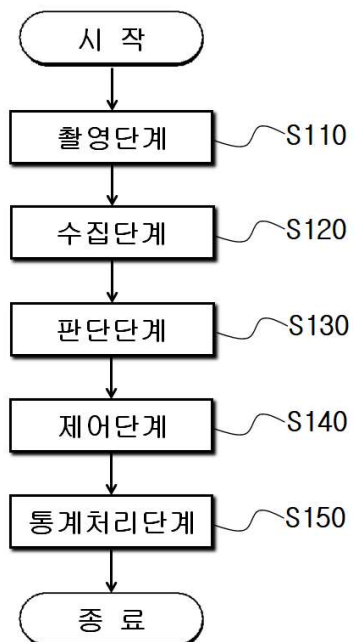 시 작
촬영단계 S110
수집단계 S120
판단단계 S130
제어단계 S140
통계처리단계 S150
종 료